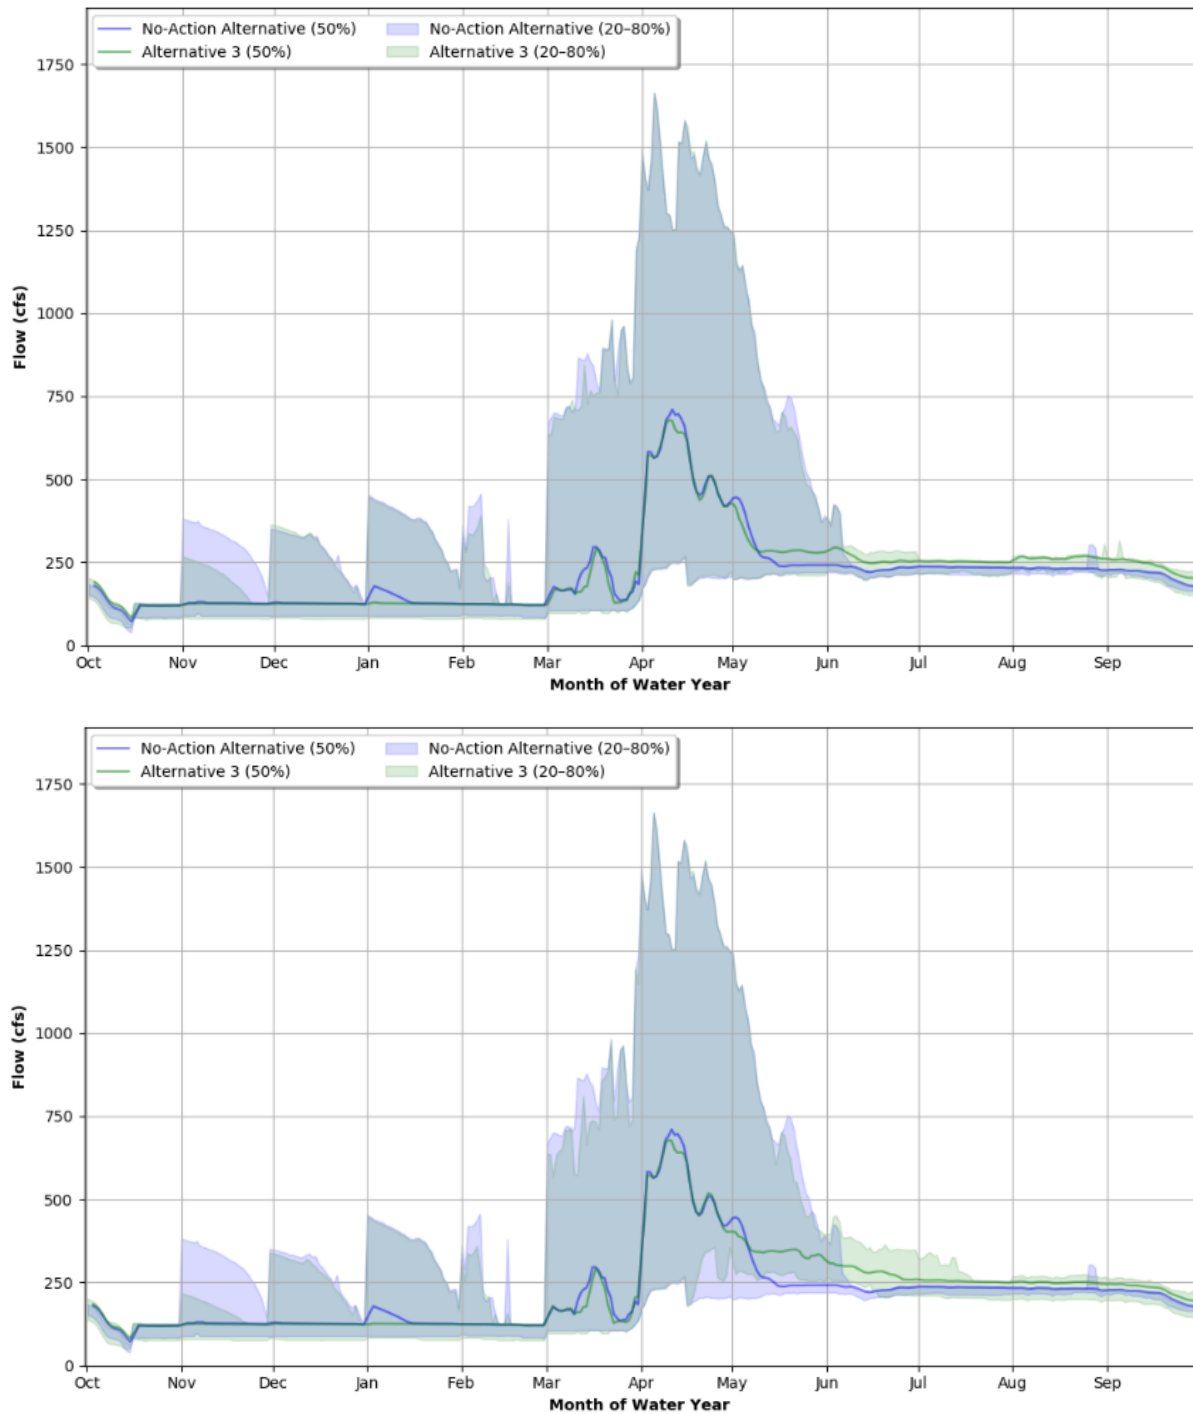 No-Action Alternative (50%) No-Action Alternative (20–80%)
Alternative 3 (50%) Alternative 3 (20–80%)
1750
1500
1250
1000
750
500
250
0
Flow (cfs)
Oct Nov Dec Jan Feb Mar Apr May Jun Jul Aug Sep
Month of Water Year
No-Action Alternative (50%) No-Action Alternative (20–80%)
Alternative 3 (50%) Alternative 3 (20–80%)
1750
1500
1250
1000
750
500
250
0
Flow (cfs)
Oct Nov Dec Jan Feb Mar Apr May Jun Jul Aug Sep
Month of Water Year